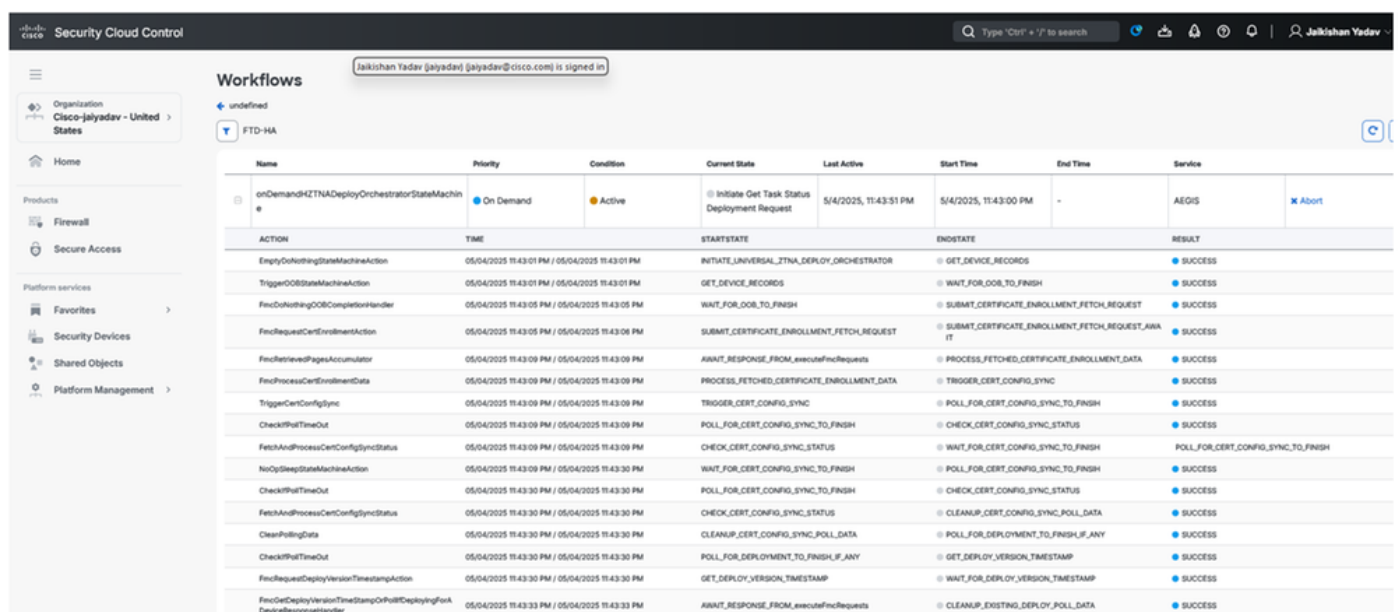 CISCO Security Cloud Control
Type 'Ctrl' + '/' to search
Jaikishan Yadav
Jaikishan Yadav (jaiyadav) (jaiyadav@cisco.com) is signed in
Organization
Cisco-jaiyadav - United States
Home
Products
Firewall
Secure Access
Platform services
Favorites
Security Devices
Shared Objects
Platform Management
Workflows
undefined
FTD-HA
Name Priority Condition Current State Last Active Start Time End Time Service
onDemandHZTNADeployOrchestratorStateMachin
e
On Demand Active Initiate Get Task Status
Deployment Request
5/4/2025, 11:43:51 PM 5/4/2025, 11:43:00 PM - AEGIS Abort
ACTION TIME STARTSTATE ENDSTATE RESULT
EmptyDoNothingStateMachineAction 05/04/2025 11:43:01 PM / 05/04/2025 11:43:01 PM INITIATE_UNIVERSAL_ZTNA_DEPLOY_ORCHESTRATOR GET_DEVICE_RECORDS SUCCESS
TriggerOOBStateMachineAction 05/04/2025 11:43:01 PM / 05/04/2025 11:43:01 PM GET_DEVICE_RECORDS WAIT_FOR_OOB_TO_FINISH SUCCESS
FmcDoNothingOOBCompletionHandler 05/04/2025 11:43:05 PM / 05/04/2025 11:43:05 PM WAIT_FOR_OOB_TO_FINISH SUBMIT_CERTIFICATE_ENROLLMENT_FETCH_REQUEST SUCCESS
FmcRequestCertEnrollmentAction 05/04/2025 11:43:05 PM / 05/04/2025 11:43:06 PM SUBMIT_CERTIFICATE_ENROLLMENT_FETCH_REQUEST SUBMIT_CERTIFICATE_ENROLLMENT_FETCH_REQUEST_AWA
IT SUCCESS
FmcRetrievedPagesAccumulator 05/04/2025 11:43:09 PM / 05/04/2025 11:43:09 PM AWAIT_RESPONSE_FROM_executeFmcRequests PROCESS_FETCHED_CERTIFICATE_ENROLLMENT_DATA SUCCESS
FmcProcessCertEnrolmentData 05/04/2025 11:43:09 PM / 05/04/2025 11:43:09 PM PROCESS_FETCHED_CERTIFICATE_ENROLLMENT_DATA TRIGGER_CERT_CONFIG_SYNC SUCCESS
TriggerCertConfigSync 05/04/2025 11:43:09 PM / 05/04/2025 11:43:09 PM TRIGGER_CERT_CONFIG_SYNC POLL_FOR_CERT_CONFIG_SYNC_TO_FINSIH SUCCESS
CheckIfPollTimeOut 05/04/2025 11:43:09 PM / 05/04/2025 11:43:09 PM POLL_FOR_CERT_CONFIG_SYNC_TO_FINSIH CHECK_CERT_CONFIG_SYNC_STATUS SUCCESS
FetchAndProcessCertConfigSyncStatus 05/04/2025 11:43:09 PM / 05/04/2025 11:43:09 PM CHECK_CERT_CONFIG_SYNC_STATUS WAIT_FOR_CERT_CONFIG_SYNC_TO_FINISH POLL_FOR_CERT_CONFIG_SYNC_TO_FINISH
NoOpSleepStateMachineAction 05/04/2025 11:43:09 PM / 05/04/2025 11:43:30 PM WAIT_FOR_CERT_CONFIG_SYNC_TO_FINISH POLL_FOR_CERT_CONFIG_SYNC_TO_FINSIH SUCCESS
CheckIfPollTimeOut 05/04/2025 11:43:30 PM / 05/04/2025 11:43:30 PM POLL_FOR_CERT_CONFIG_SYNC_TO_FINSIH CHECK_CERT_CONFIG_SYNC_STATUS SUCCESS
FetchAndProcessCertConfigSyncStatus 05/04/2025 11:43:30 PM / 05/04/2025 11:43:30 PM CHECK_CERT_CONFIG_SYNC_STATUS CLEANUP_CERT_CONFIG_SYNC_POLL_DATA SUCCESS
CleanPollingData 05/04/2025 11:43:30 PM / 05/04/2025 11:43:30 PM CLEANUP_CERT_CONFIG_SYNC_POLL_DATA POLL_FOR_DEPLOYMENT_TO_FINISH_IF_ANY SUCCESS
CheckIfPollTimeOut 05/04/2025 11:43:30 PM / 05/04/2025 11:43:30 PM POLL_FOR_DEPLOYMENT_TO_FINISH_IF_ANY GET_DEPLOY_VERSION_TIMESTAMP SUCCESS
FmcRequestDeployVersionTimestampAction 05/04/2025 11:43:30 PM / 05/04/2025 11:43:30 PM GET_DEPLOY_VERSION_TIMESTAMP WAIT_FOR_DEPLOY_VERSION_TIMESTAMP SUCCESS
FmcGetDeployVersionTimeStampOrPollIfDeployingForA
DeviceResponseHandler 05/04/2025 11:43:33 PM / 05/04/2025 11:43:33 PM AWAIT_RESPONSE_FROM_executeFmcRequests CLEANUP_EXISTING_DEPLOY_POLL_DATA SUCCESS